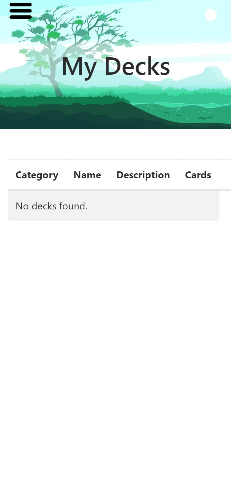 My Decks
Category Name Description Cards
No decks found.